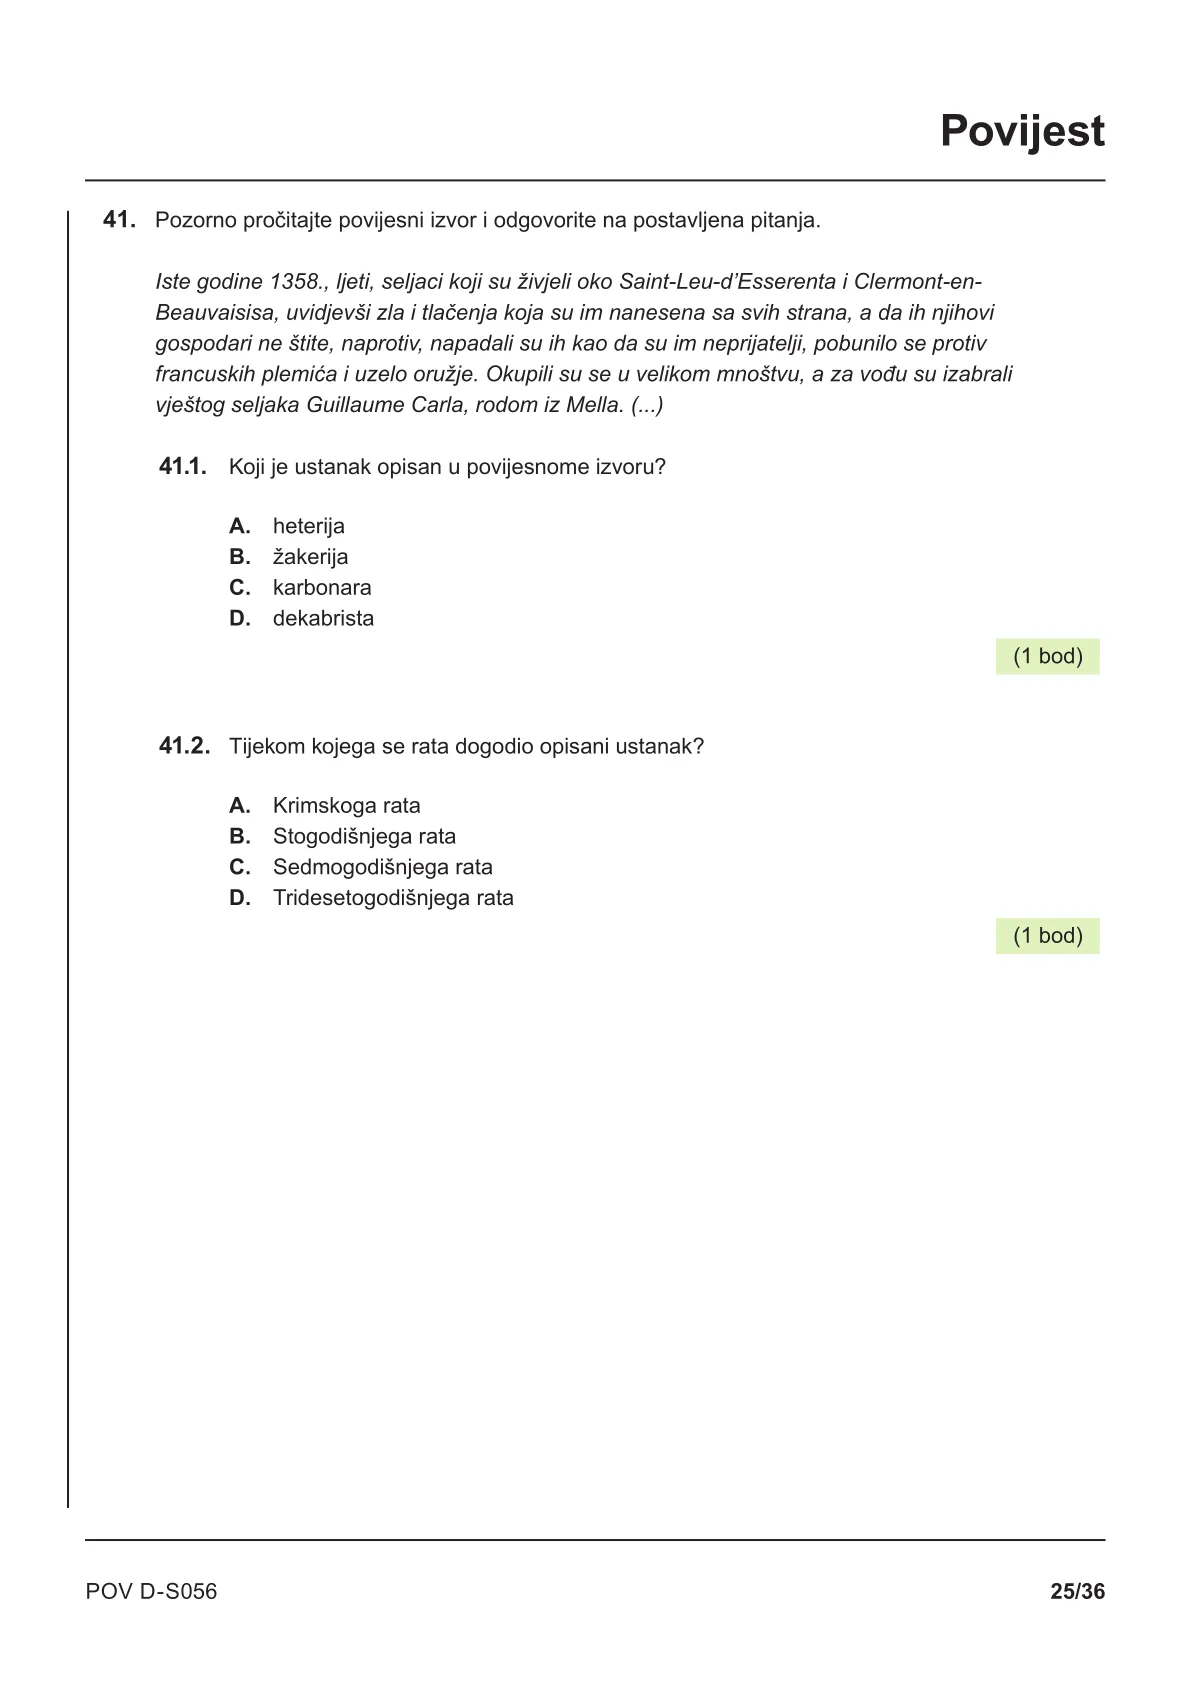 Povijest
41. Pozorno pročitajte povijesni izvor i odgovorite na postavljena pitanja.
Iste godine 1358., ljeti, seljaci koji su živjeli oko Saint-Leu-d’Esserenta i Clermont-en-
Beauvaisisa, uvidjevši zla i tlačenja koja su im nanesena sa svih strana, a da ih njihovi
gospodari ne štite, naprotiv, napadali su ih kao da su im neprijatelji, pobunilo se protiv
francuskih plemića i uzelo oružje. Okupili su se u velikom mnoštvu, a za vođu su izabrali
vještog seljaka Guillaume Carla, rodom iz Mella. (...)
41.1. Koji je ustanak opisan u povijesnome izvoru?
A. heterija
B. žakerija
C. karbonara
D. dekabrista
(1 bod)
41.2. Tijekom kojega se rata dogodio opisani ustanak?
A. Krimskoga rata
B. Stogodišnjega rata
C. Sedmogodišnjega rata
D. Tridesetogodišnjega rata
(1 bod)
POV D-S056
25/36